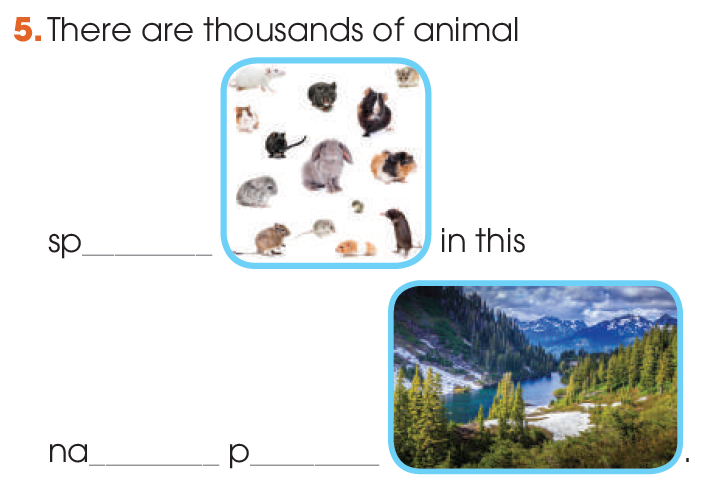 5. There are thousands of animal
sp________ in this
na________ p________.